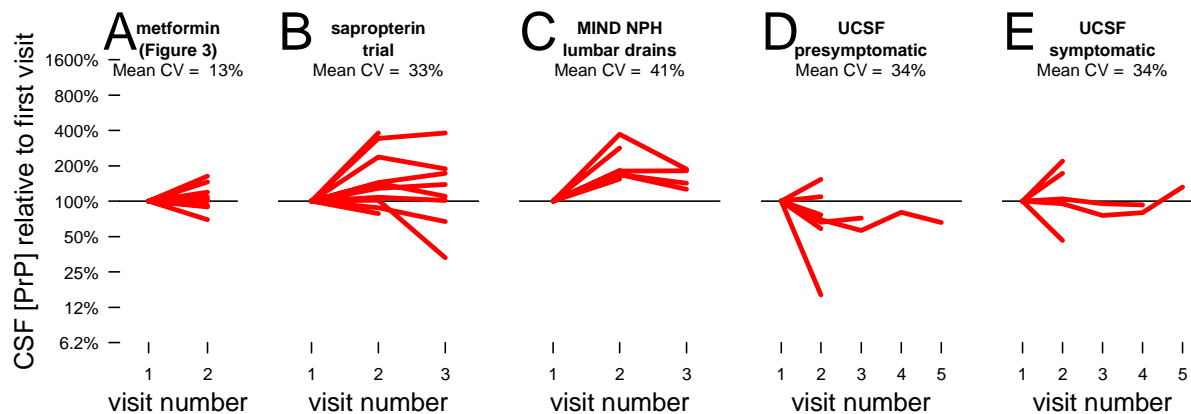 A
metformin
(Figure 3)
Mean CV = 13%
B
sapropterin
trial
Mean CV = 33%
C
MIND NPH
lumbar drains
Mean CV = 41%
D
UCSF
presymptomatic
Mean CV = 34%
E
UCSF
symptomatic
Mean CV = 34%
CSF [PrP] relative to first visit
1600%
800%
400%
200%
100%
50%
25%
12%
6.2%
1 2
visit number
1 2 3
visit number
1 2 3
visit number
1 2 3 4 5
visit number
1 2 3 4 5
visit number